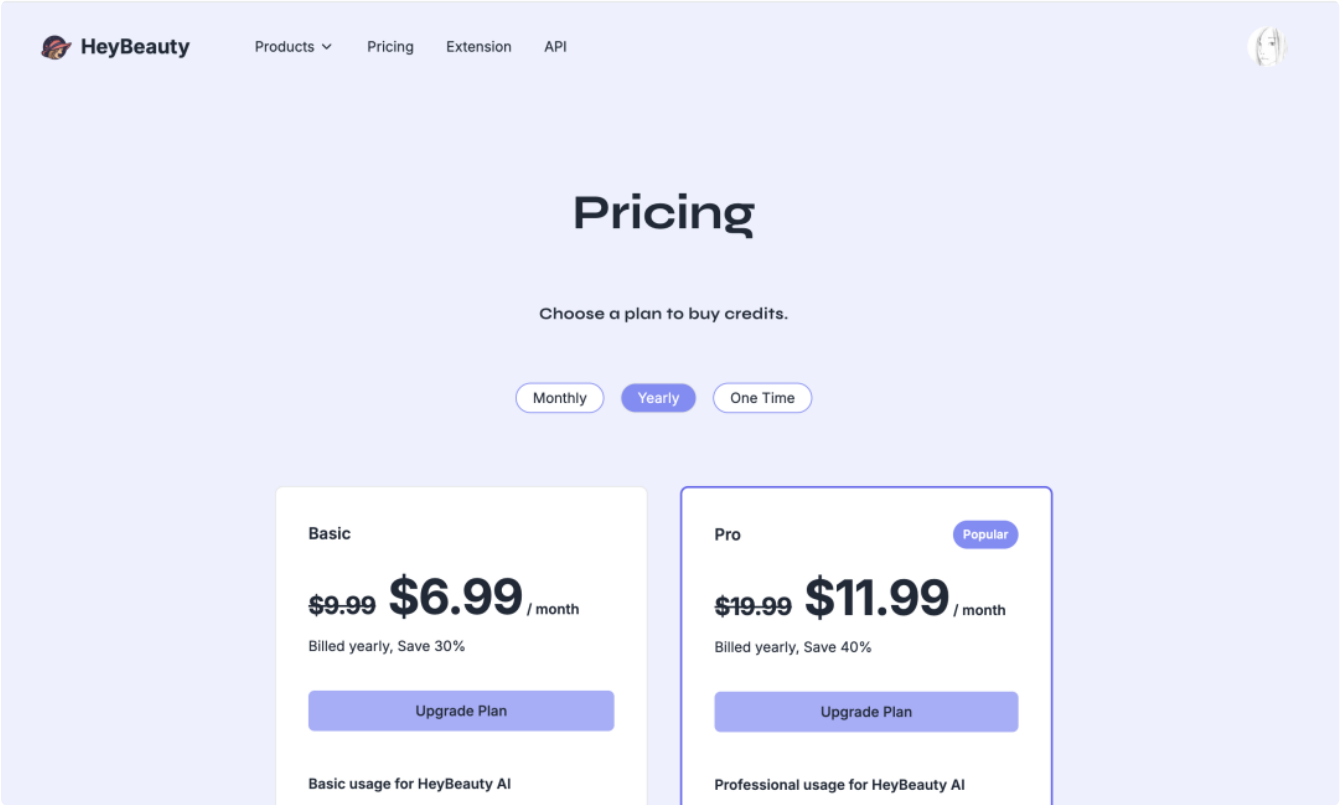 HeyBeauty Products Pricing Extension API
Pricing
Choose a plan to buy credits.
Monthly Yearly One Time
Basic
$9.99 $6.99 / month
Billed yearly, Save 30%
Upgrade Plan
Basic usage for HeyBeauty AI
Pro Popular
$19.99 $11.99 / month
Billed yearly, Save 40%
Upgrade Plan
Professional usage for HeyBeauty AI